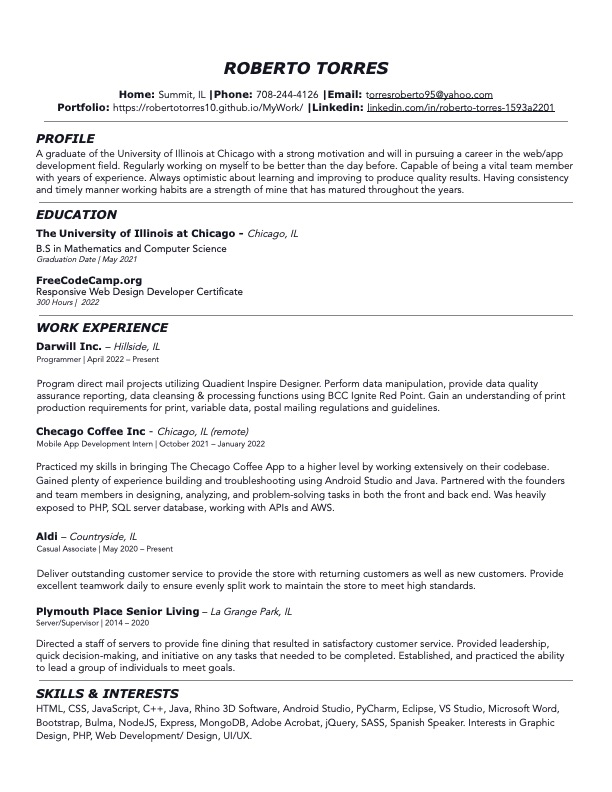 ROBERTO TORRES
Home: Summit, IL |Phone: 708-244-4126 |Email: torresroberto95@yahoo.com
Portfolio: https://robertotorres10.github.io/MyWork/ |Linkedin: linkedin.com/in/roberto-torres-1593a2201
PROFILE
A graduate of the University of Illinois at Chicago with a strong motivation and will in pursuing a career in the web/app
development field. Regularly working on myself to be better than the day before. Capable of being a vital team member
with years of experience. Always optimistic about learning and improving to produce quality results. Having consistency
and timely manner working habits are a strength of mine that has matured throughout the years.
EDUCATION
The University of Illinois at Chicago - Chicago, IL
B.S in Mathematics and Computer Science
Graduation Date | May 2021
FreeCodeCamp.org
Responsive Web Design Developer Certificate
300 Hours | 2022
WORK EXPERIENCE
Darwill Inc. – Hillside, IL
Programmer | April 2022 – Present
Program direct mail projects utilizing Quadient Inspire Designer. Perform data manipulation, provide data quality
assurance reporting, data cleansing & processing functions using BCC Ignite Red Point. Gain an understanding of print
production requirements for print, variable data, postal mailing regulations and guidelines.
Checago Coffee Inc - Chicago, IL (remote)
Mobile App Development Intern | October 2021 – January 2022
Practiced my skills in bringing The Checago Coffee App to a higher level by working extensively on their codebase.
Gained plenty of experience building and troubleshooting using Android Studio and Java. Partnered with the founders
and team members in designing, analyzing, and problem-solving tasks in both the front and back end. Was heavily
exposed to PHP, SQL server database, working with APIs and AWS.
Aldi – Countryside, IL
Casual Associate | May 2020 – Present
Deliver outstanding customer service to provide the store with returning customers as well as new customers. Provide
excellent teamwork daily to ensure evenly split work to maintain the store to meet high standards.
Plymouth Place Senior Living – La Grange Park, IL
Server/Supervisor | 2014 – 2020
Directed a staff of servers to provide fine dining that resulted in satisfactory customer service. Provided leadership,
quick decision-making, and initiative on any tasks that needed to be completed. Established, and practiced the ability
to lead a group of individuals to meet goals.
SKILLS & INTERESTS
HTML, CSS, JavaScript, C++, Java, Rhino 3D Software, Android Studio, PyCharm, Eclipse, VS Studio, Microsoft Word,
Bootstrap, Bulma, NodeJS, Express, MongoDB, Adobe Acrobat, jQuery, SASS, Spanish Speaker. Interests in Graphic
Design, PHP, Web Development/ Design, UI/UX.